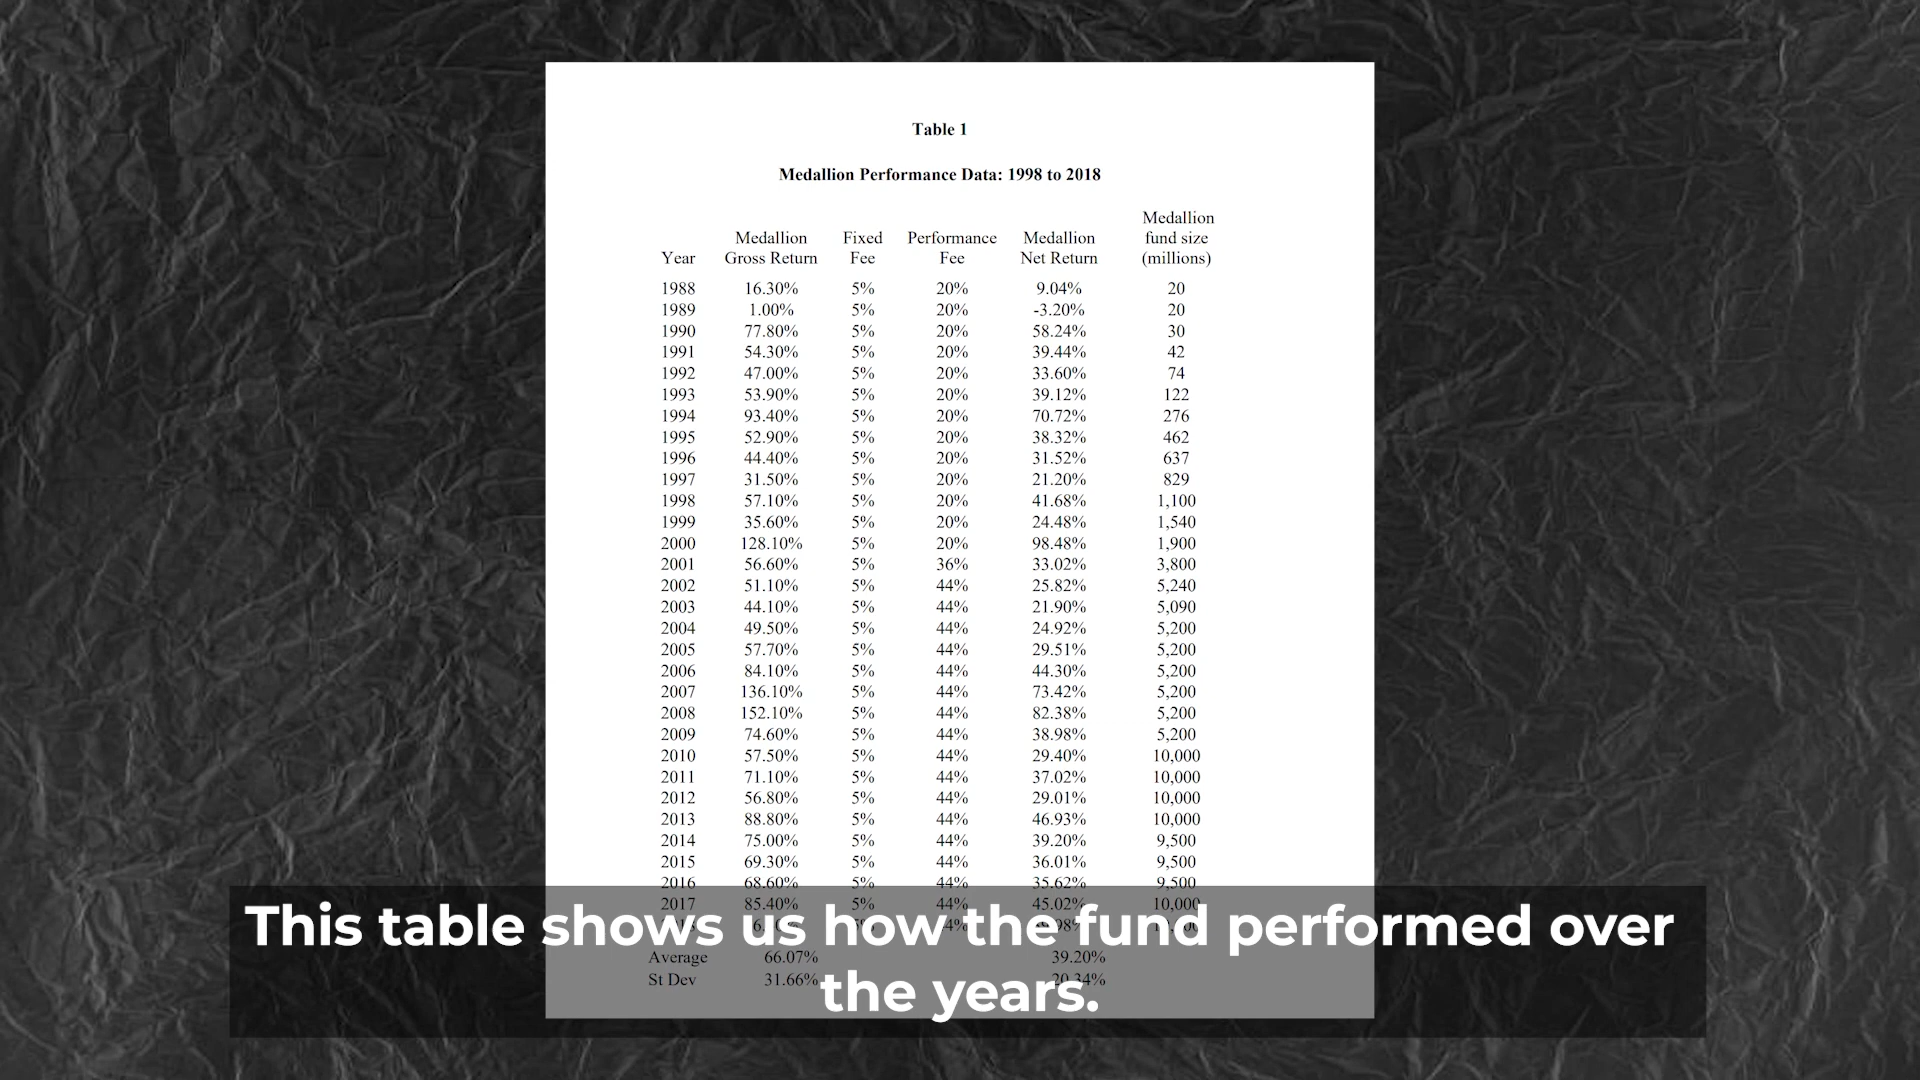 Table 1
Medallion Performance Data: 1998 to 2018
Medallion
Medallion Fixed Performance Medallion fund size
Year Gross Return Fee Fee Net Return (millions)
1988 16.30% 5% 20% 9.04% 20
1989 1.00% 5% 20% -3.20% 20
1990 77.80% 5% 20% 58.24% 30
1991 54.30% 5% 20% 39.44% 42
1992 47.00% 5% 20% 33.60% 74
1993 53.90% 5% 20% 39.12% 122
1994 93.40% 5% 20% 70.72% 276
1995 52.90% 5% 20% 38.32% 462
1996 44.40% 5% 20% 31.52% 637
1997 31.50% 5% 20% 21.20% 829
1998 57.10% 5% 20% 41.68% 1,100
1999 35.60% 5% 20% 24.48% 1,540
2000 128.10% 5% 20% 98.48% 1,900
2001 56.60% 5% 36% 33.02% 3,800
2002 51.10% 5% 44% 25.82% 5,240
2003 44.10% 5% 44% 21.90% 5,090
2004 49.50% 5% 44% 24.92% 5,200
2005 57.70% 5% 44% 29.51% 5,200
2006 84.10% 5% 44% 44.30% 5,200
2007 136.10% 5% 44% 73.42% 5,200
2008 152.10% 5% 44% 82.38% 5,200
2009 74.60% 5% 44% 38.98% 5,200
2010 57.50% 5% 44% 29.40% 10,000
2011 71.10% 5% 44% 37.02% 10,000
2012 56.80% 5% 44% 29.01% 10,000
2013 88.80% 5% 44% 46.93% 10,000
2014 75.00% 5% 44% 39.20% 9,500
2015 69.30% 5% 44% 36.01% 9,500
2016 68.60% 5% 44% 35.62% 9,500
2017 85.40% 5% 44% 45.02% 10,000
Average 66.07% 39.20%
St Dev 31.66% 20.34%
This table shows us how the fund performed over
the years.